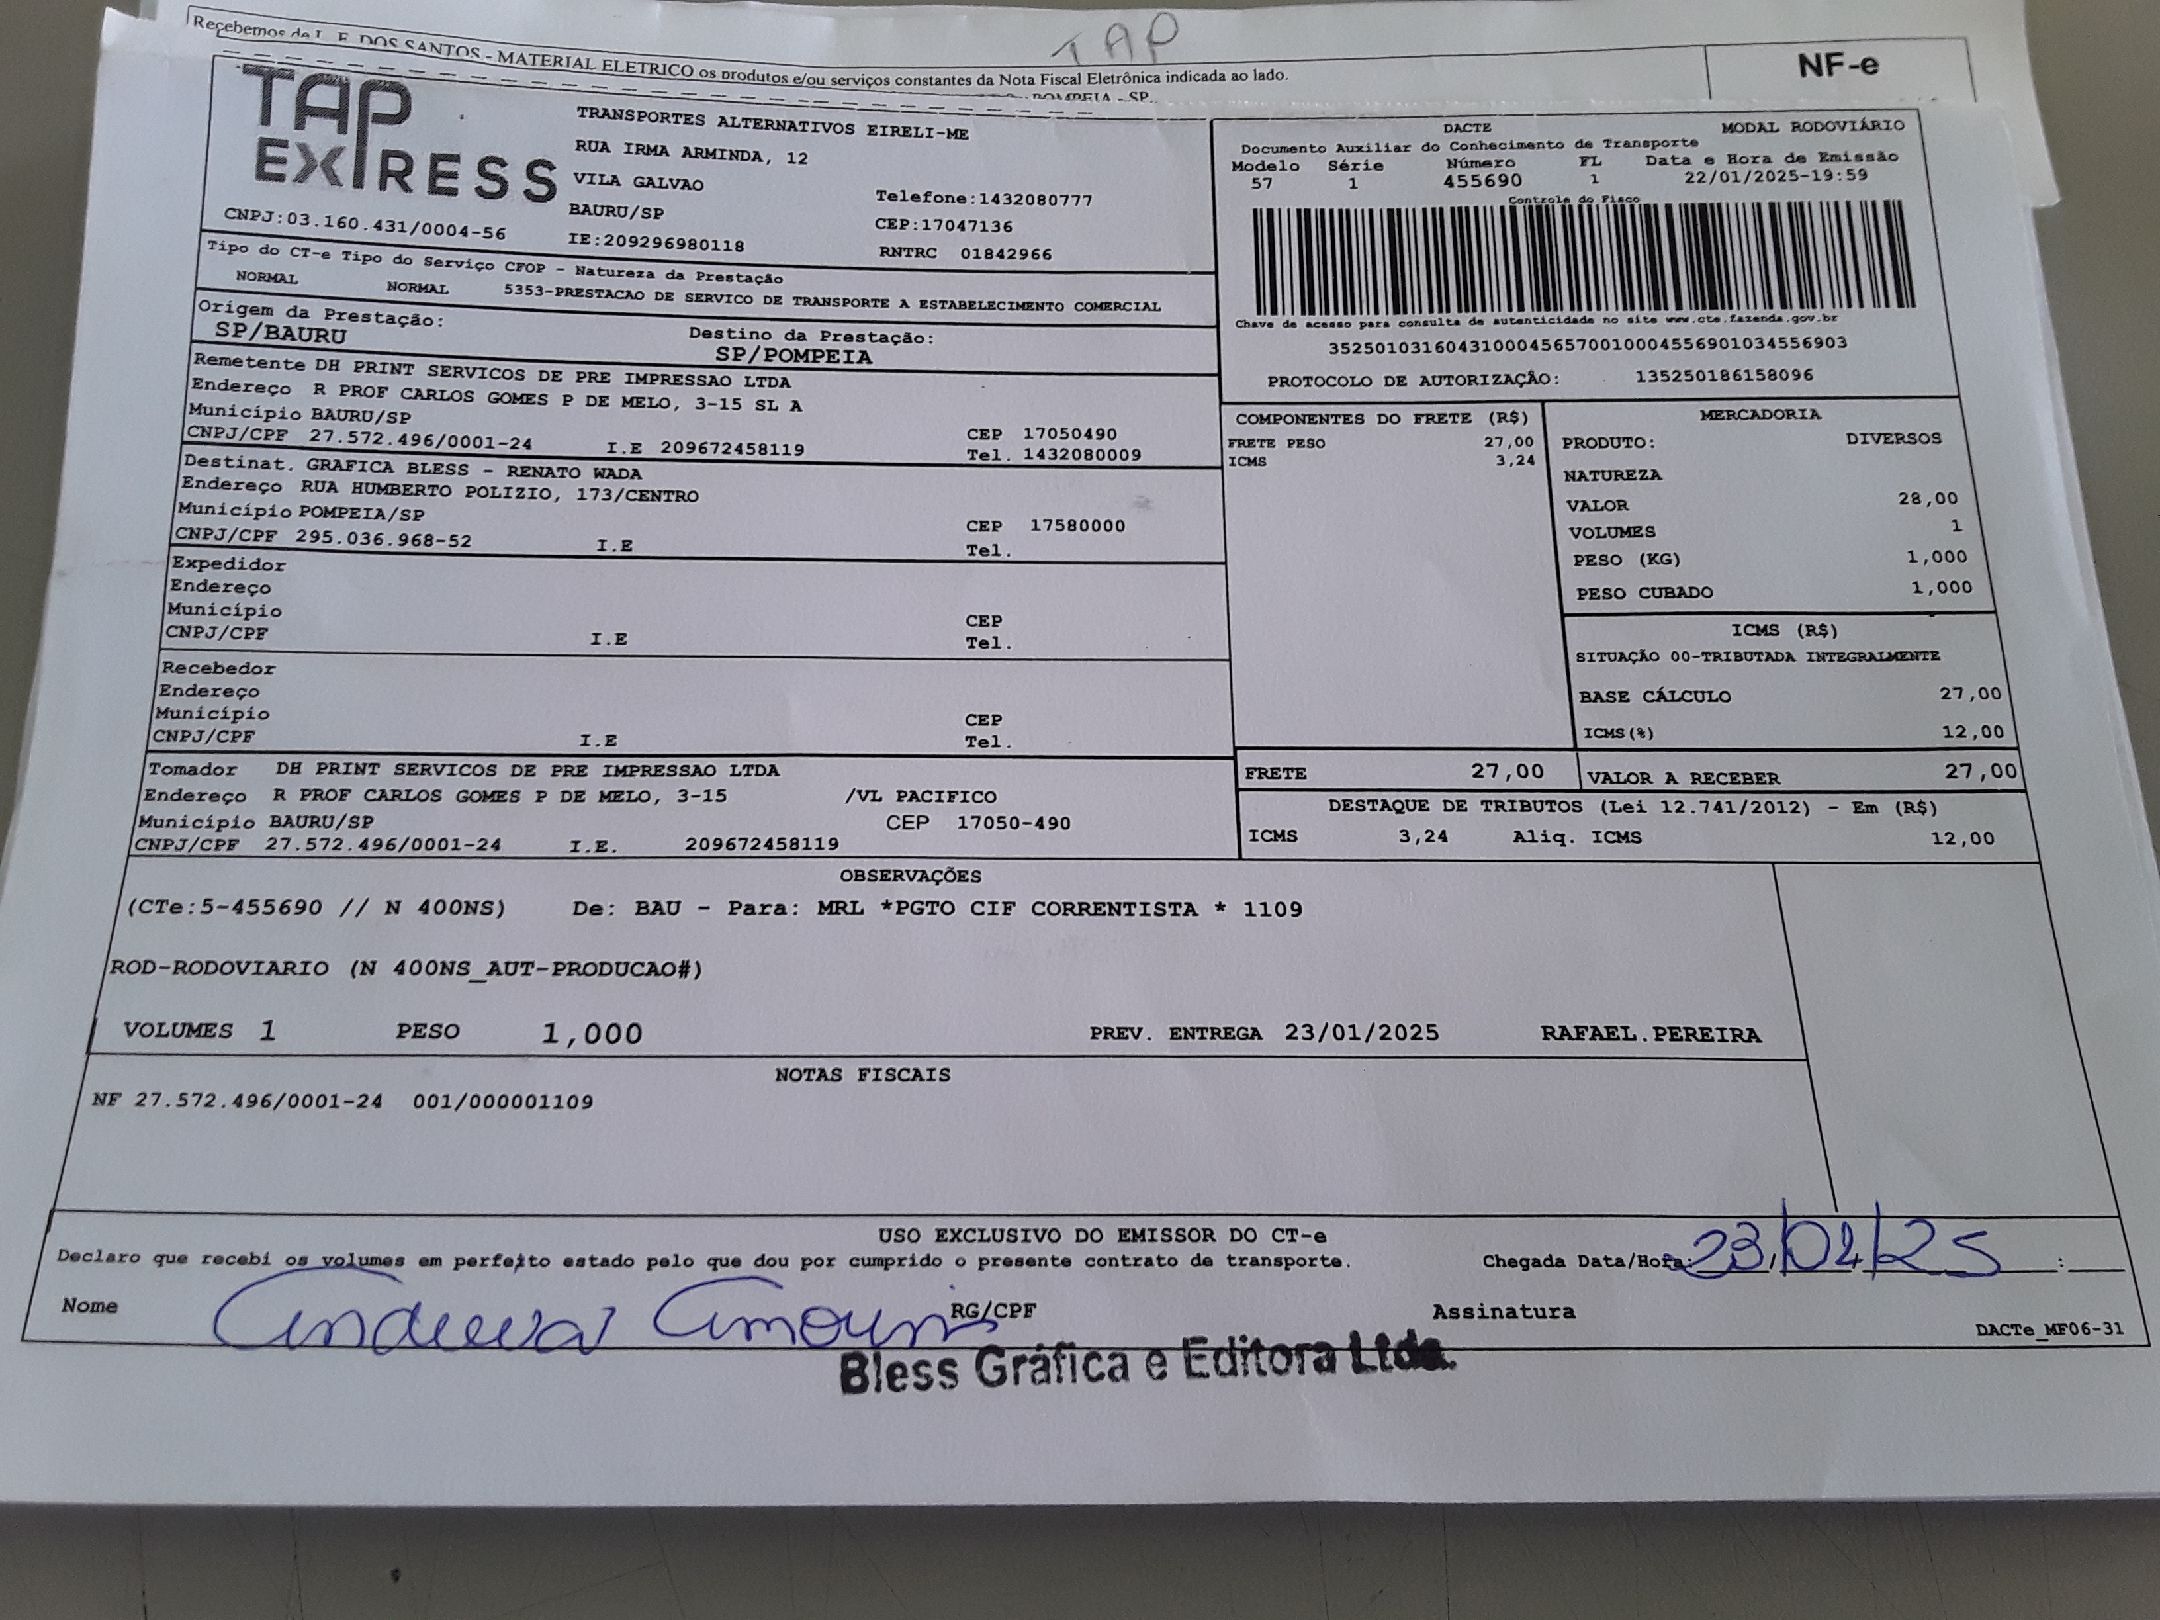 TAP
Recebemos de L. F. DOS SANTOS - MATERIAL ELETRICO os produtos e/ou serviços constantes da Nota Fiscal Eletrônica indicada ao lado.
NF-e
POMPEIA - SP
TAP EXPRESS
CNPJ:03.160.431/0004-56
TRANSPORTES ALTERNATIVOS EIRELI-ME
RUA IRMA ARMINDA, 12
VILA GALVAO
BAURU/SP
IE:209296980118
Telefone:1432080777
CEP:17047136
RNTRC 01842966
DACTE MODAL RODOVIÁRIO
Documento Auxiliar do Conhecimento de Transporte
Modelo Série Número FL Data e Hora de Emissão
57 1 455690 1 22/01/2025-19:59
Controle do Fisco
Chave de acesso para consulta de autenticidade no site www.cte.fazenda.gov.br
35250103160431000456570010004556901034556903
PROTOCOLO DE AUTORIZAÇÃO: 135250186158096
Tipo do CT-e Tipo do Serviço CFOP - Natureza da Prestação
NORMAL NORMAL 5353-PRESTACAO DE SERVICO DE TRANSPORTE A ESTABELECIMENTO COMERCIAL
Origem da Prestação: Destino da Prestação:
SP/BAURU SP/POMPEIA
Remetente DH PRINT SERVICOS DE PRE IMPRESSAO LTDA
Endereço R PROF CARLOS GOMES P DE MELO, 3-15 SL A
Município BAURU/SP CEP 17050490
CNPJ/CPF 27.572.496/0001-24 I.E 209672458119 Tel. 1432080009
Destinat. GRAFICA BLESS - RENATO WADA
Endereço RUA HUMBERTO POLIZIO, 173/CENTRO
Município POMPEIA/SP CEP 17580000
CNPJ/CPF 295.036.968-52 I.E Tel.
Expedidor
Endereço
Município CEP
CNPJ/CPF I.E Tel.
Recebedor
Endereço
Município CEP
CNPJ/CPF I.E Tel.
Tomador DH PRINT SERVICOS DE PRE IMPRESSAO LTDA
Endereço R PROF CARLOS GOMES P DE MELO, 3-15 /VL PACIFICO
Município BAURU/SP CEP 17050-490
CNPJ/CPF 27.572.496/0001-24 I.E. 209672458119
COMPONENTES DO FRETE (R$)
FRETE PESO 27,00
ICMS 3,24
MERCADORIA
PRODUTO: DIVERSOS
NATUREZA
VALOR 28,00
VOLUMES 1
PESO (KG) 1,000
PESO CUBADO 1,000
ICMS (R$)
SITUAÇÃO 00-TRIBUTADA INTEGRALMENTE
BASE CÁLCULO 27,00
ICMS(%) 12,00
FRETE 27,00 VALOR A RECEBER 27,00
DESTAQUE DE TRIBUTOS (Lei 12.741/2012) - Em (R$)
ICMS 3,24 Aliq. ICMS 12,00
OBSERVAÇÕES
(CTe:5-455690 // N 400NS) De: BAU - Para: MRL *PGTO CIF CORRENTISTA * 1109
ROD-RODOVIARIO (N 400NS_AUT-PRODUCAO#)
VOLUMES 1 PESO 1,000 PREV. ENTREGA 23/01/2025 RAFAEL.PEREIRA
NOTAS FISCAIS
NF 27.572.496/0001-24 001/000001109
USO EXCLUSIVO DO EMISSOR DO CT-e
Declaro que recebi os volumes em perfeito estado pelo que dou por cumprido o presente contrato de transporte. Chegada Data/Hora: 23/01/25 :
Nome RG/CPF Assinatura
DACTe_MF06-31
Bless Gráfica e Editora Ltda.